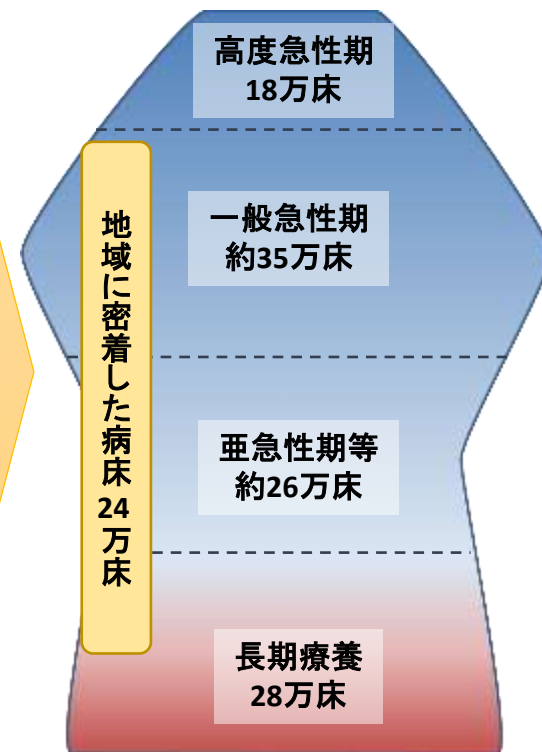 高度急性期
18万床
一般急性期
約35万床
地域に密着した病床24万床
亜急性期等
約26万床
長期療養
28万床